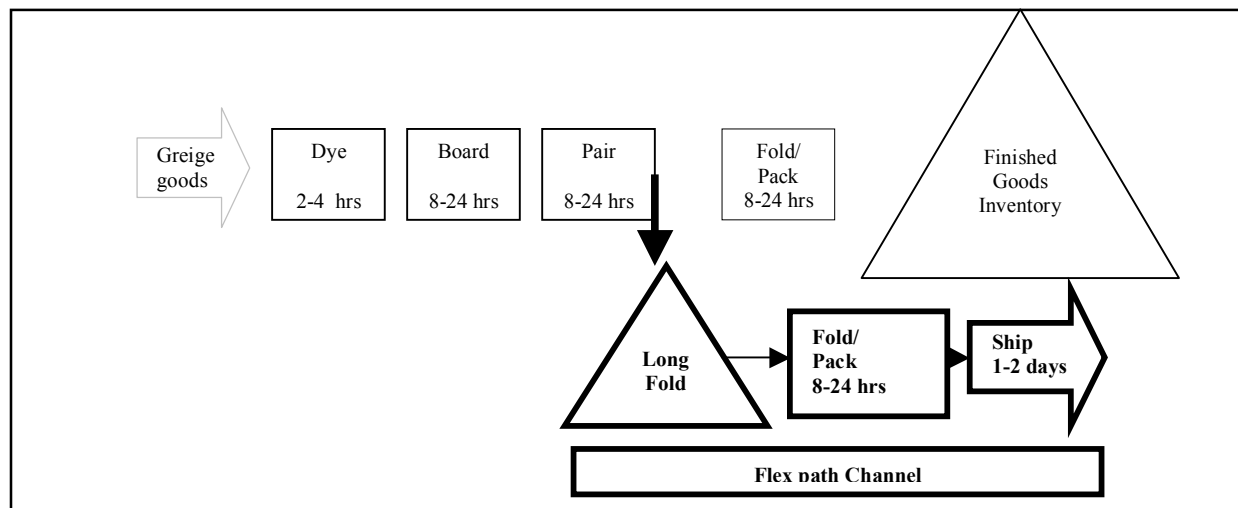 Greige
goods
Dye
2-4 hrs
Board
8-24 hrs
Pair
8-24 hrs
Fold/
Pack
8-24 hrs
Finished
Goods
Inventory
Long
Fold
Fold/
Pack
8-24 hrs
Ship
1-2 days
Flex path Channel